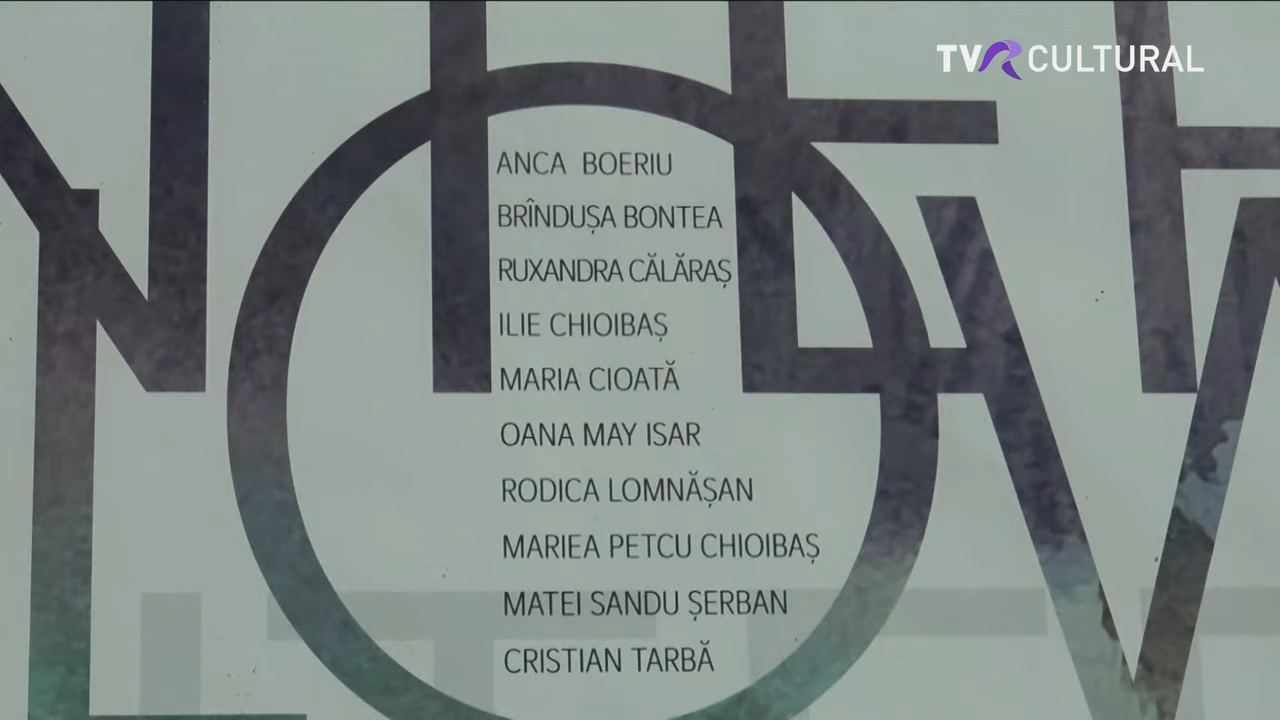 TVR CULTURAL
ANCA BOERIU
BRÎNDUȘA BONTEA
RUXANDRA CĂLĂRAȘ
ILIE CHIOIBAȘ
MARIA CIOATĂ
OANA MAY ISAR
RODICA LOMNĂȘAN
MARIEA PETCU CHIOIBAȘ
MATEI SANDU ȘERBAN
CRISTIAN TARBĂ